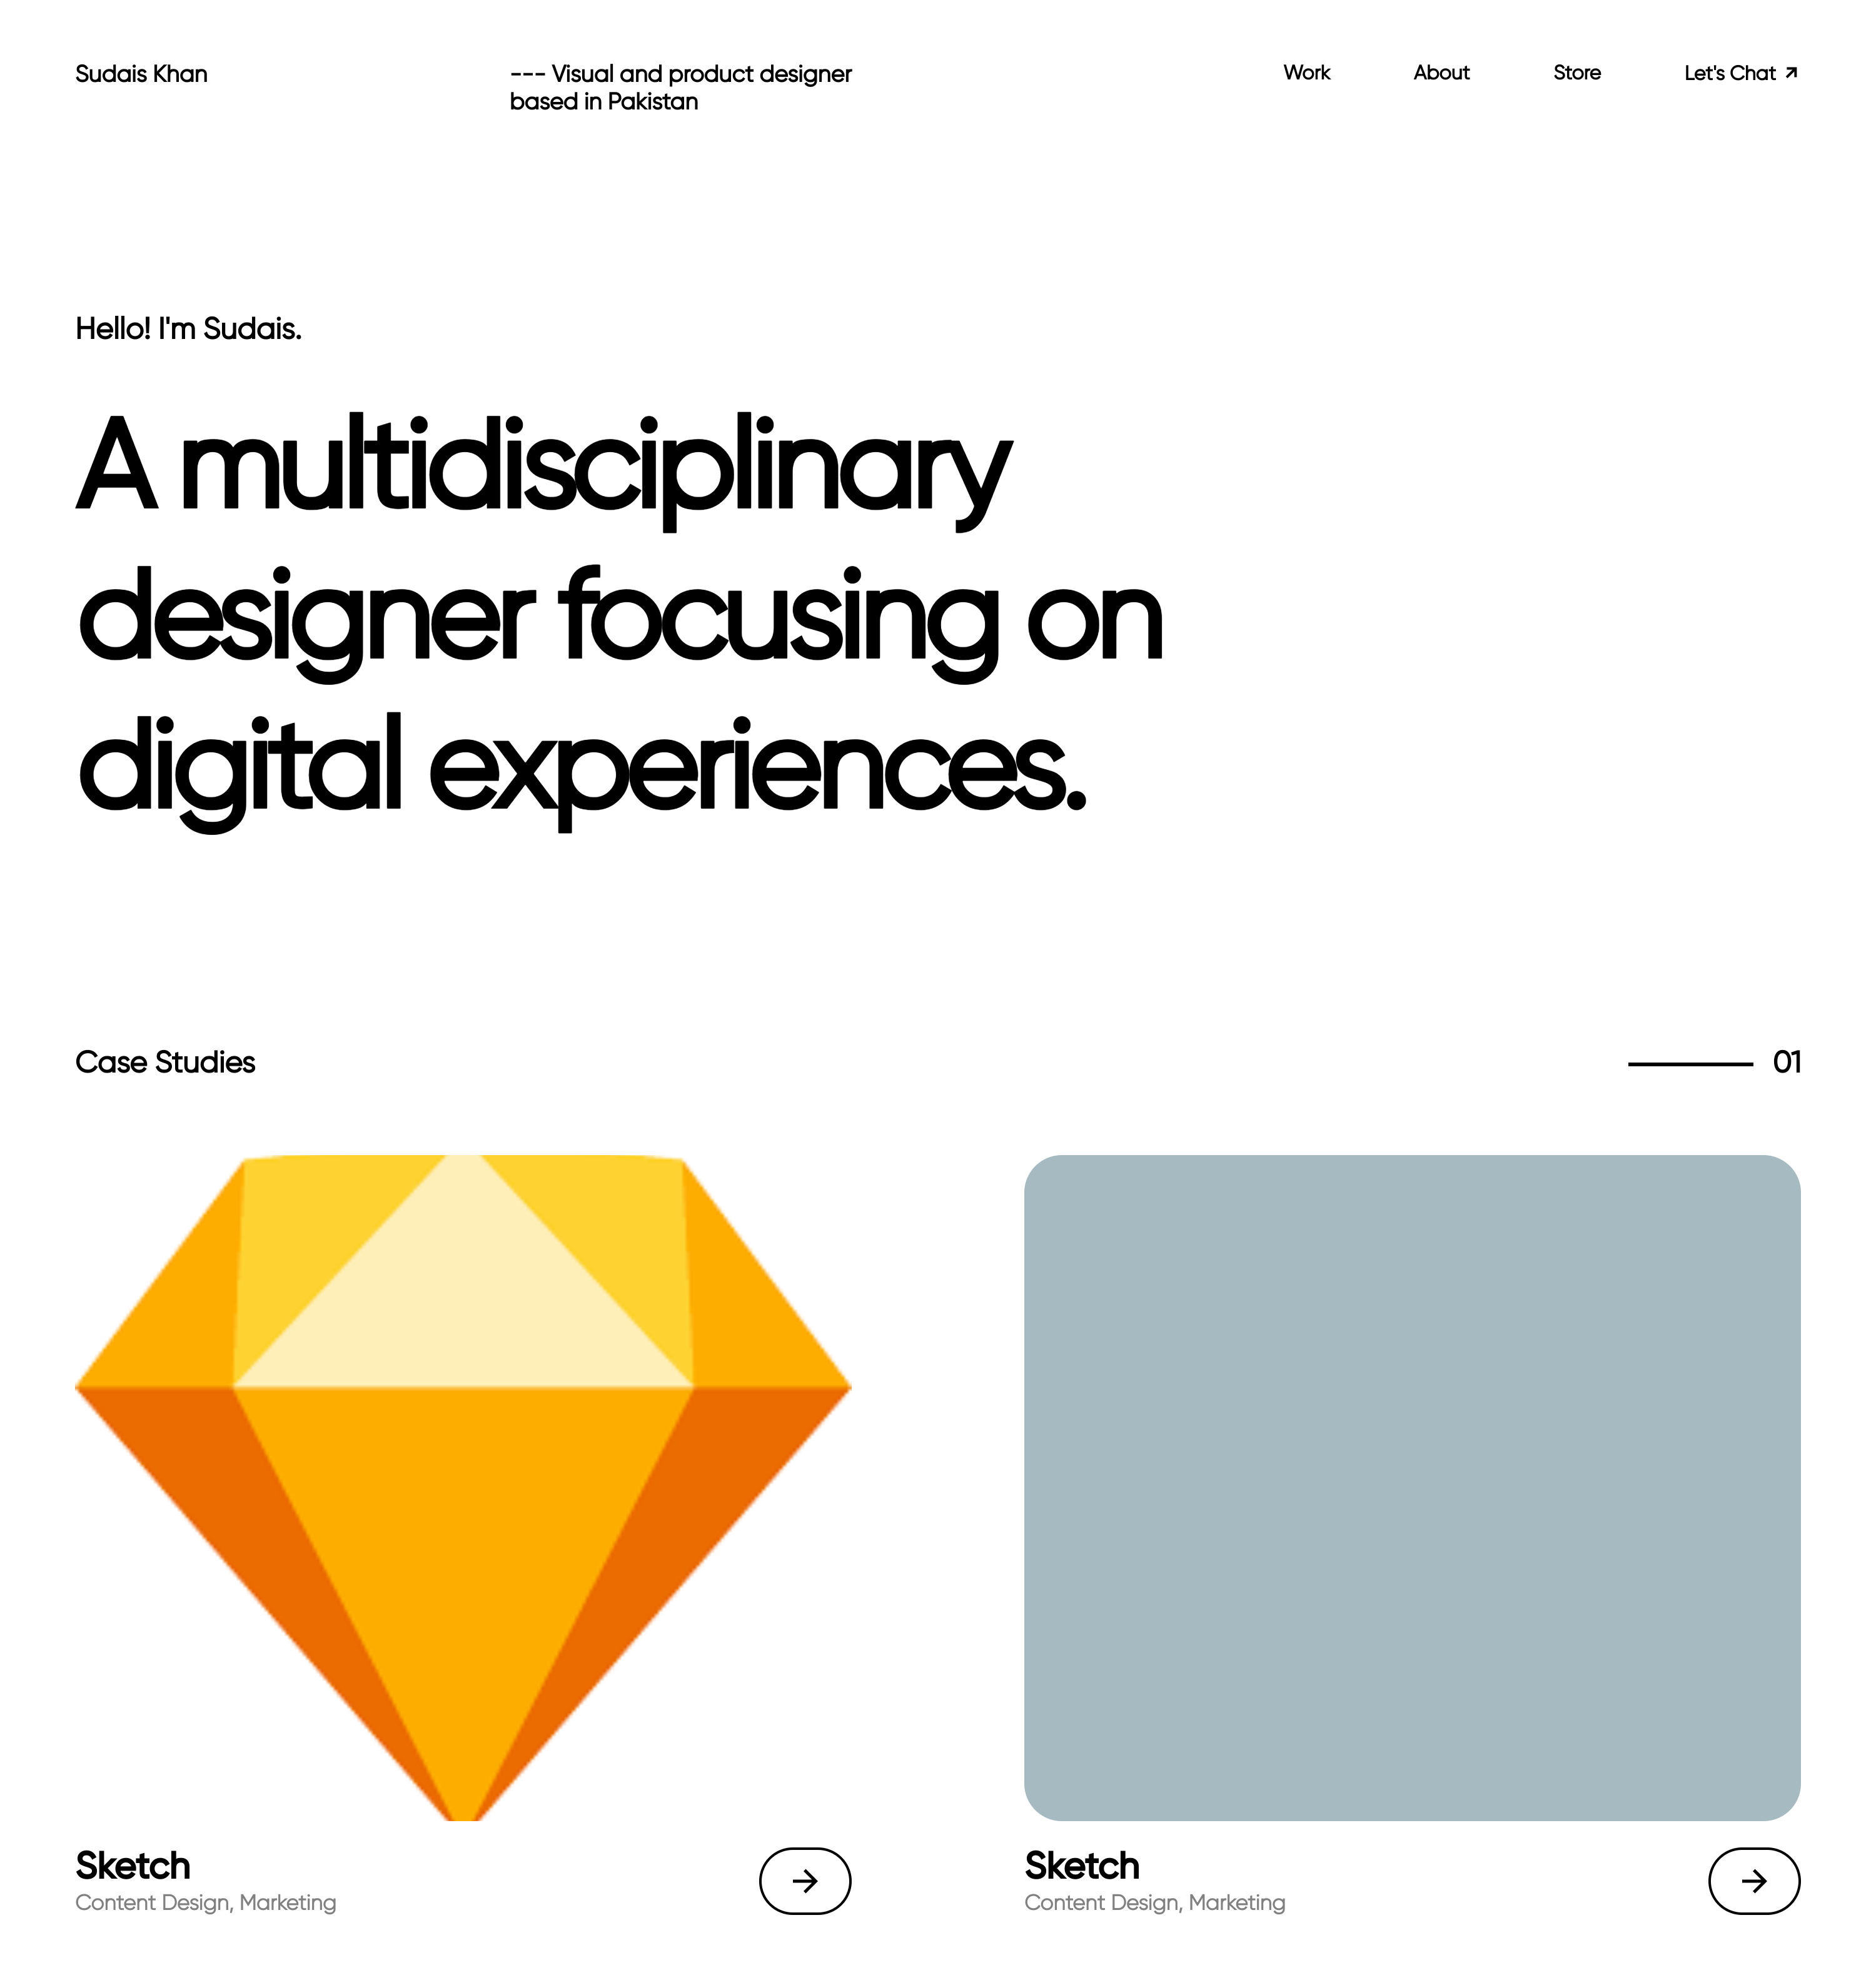 Sudais Khan
--- Visual and product designer
based in Pakistan
Work
About
Store
Let's Chat
Hello! I'm Sudais.
A multidisciplinary
designer focusing on
digital experiences.
Case Studies
01
Sketch
Content Design, Marketing
Sketch
Content Design, Marketing